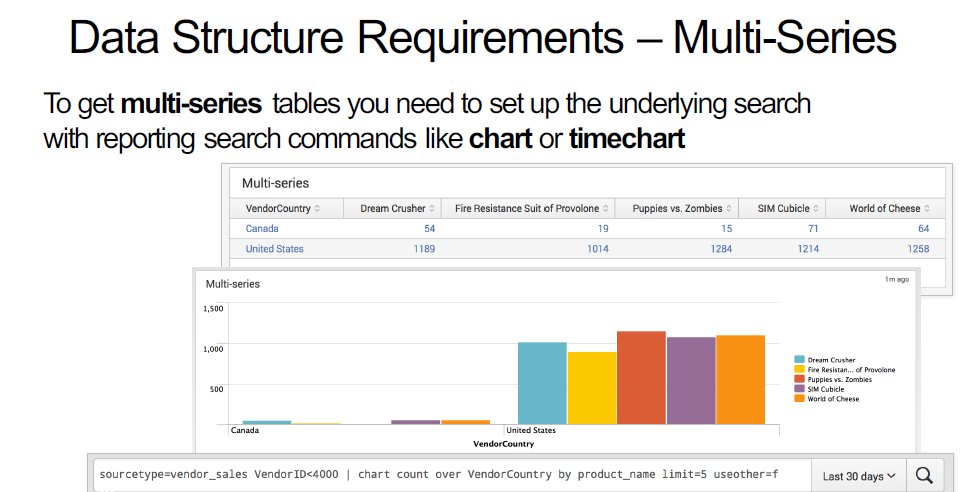 Data Structure Requirements – Multi-Series
To get multi-series tables you need to set up the underlying search
with reporting search commands like chart or timechart
Multi-series
VendorCountry Dream Crusher Fire Resistance Suit of Provolone Puppies vs. Zombies SIM Cubicle World of Cheese
Canada 54 19 15 71 64
United States 1189 1014 1284 1214 1258
Multi-series
1m ago
1,500
1,000
500
Dream Crusher
Fire Resistan... of Provolone
Puppies vs. Zombies
SIM Cubicle
World of Cheese
Canada United States
VendorCountry
sourcetype=vendor_sales VendorID<4000 | chart count over VendorCountry by product_name limit=5 useother=f Last 30 days